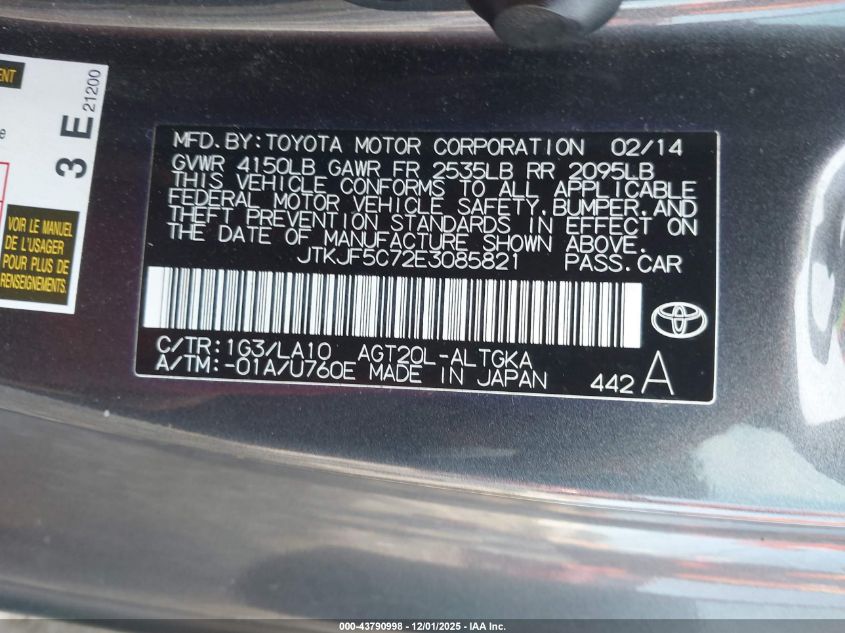 ENT
e
3 E
21200
VOIR LE MANUEL
DE L'USAGER
POUR PLUS DE
RENSEIGNEMENTS.
MFD. BY: TOYOTA MOTOR CORPORATION 02/14
GVWR 4150LB GAWR FR 2535LB RR 2095LB
THIS VEHICLE CONFORMS TO ALL APPLICABLE
FEDERAL MOTOR VEHICLE SAFETY, BUMPER, AND
THEFT PREVENTION STANDARDS IN EFFECT ON
THE DATE OF MANUFACTURE SHOWN ABOVE.
JTKJF5C72E3085821 PASS. CAR
C/TR: 1G3/LA10 AGT20L-ALTGKA
A/TM: -01A/U760E MADE IN JAPAN 442 A
000-43790998 - 12/01/2025 - IAA Inc.